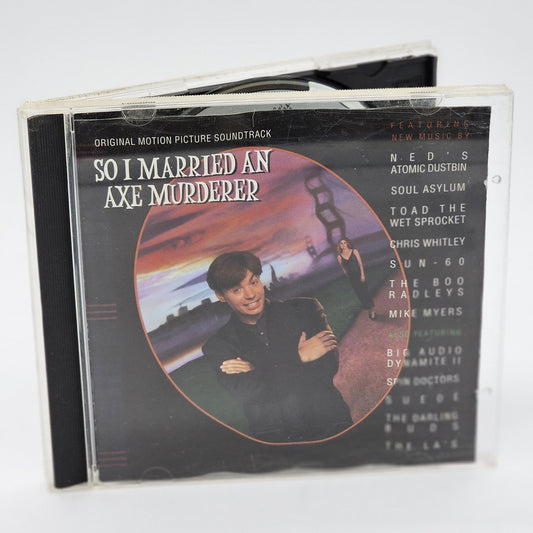 ORIGINAL MOTION PICTURE SOUNDTRACK
SO I MARRIED AN
AXE MURDERER
FEATURING
NEW MUSIC BY
NED'S
ATOMIC DUSTBIN
SOUL ASYLUM
TOAD THE
WET SPROCKET
CHRIS WHITLEY
SUN-60
THE BOO
RADLEYS
MIKE MYERS
ALSO FEATURING
BIG AUDIO
DYNAMITE II
SPIN DOCTORS
SUEDE
THE DARLING
BUDS
THE LA'S